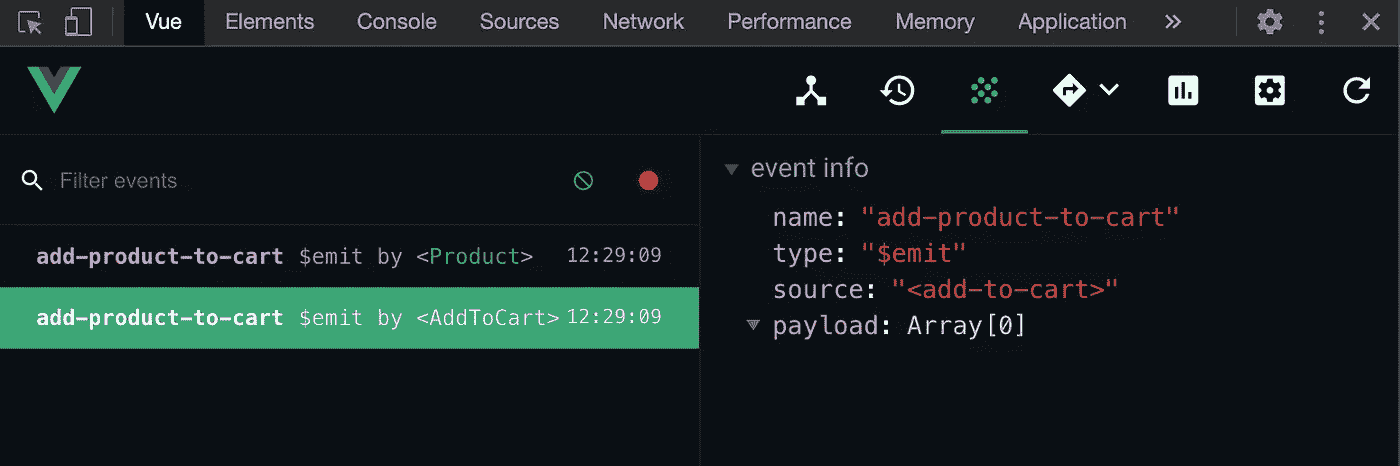 Vue Elements Console Sources Network Performance Memory Application »
Filter events
add-product-to-cart $emit by <Product> 12:29:09
add-product-to-cart $emit by <AddToCart> 12:29:09
event info
name: "add-product-to-cart"
type: "$emit"
source: "<add-to-cart>"
payload: Array[0]